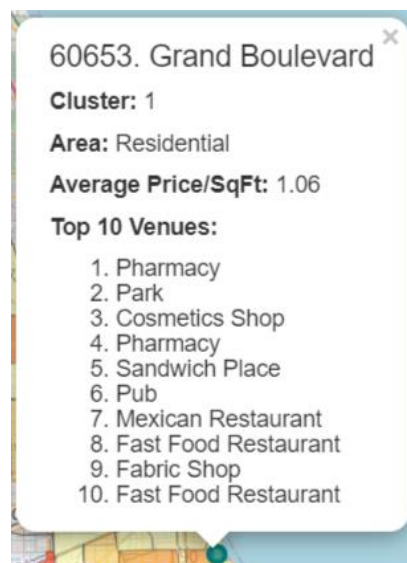 ×
60653. Grand Boulevard
Cluster: 1
Area: Residential
Average Price/SqFt: 1.06
Top 10 Venues:
1. Pharmacy
2. Park
3. Cosmetics Shop
4. Pharmacy
5. Sandwich Place
6. Pub
7. Mexican Restaurant
8. Fast Food Restaurant
9. Fabric Shop
10. Fast Food Restaurant